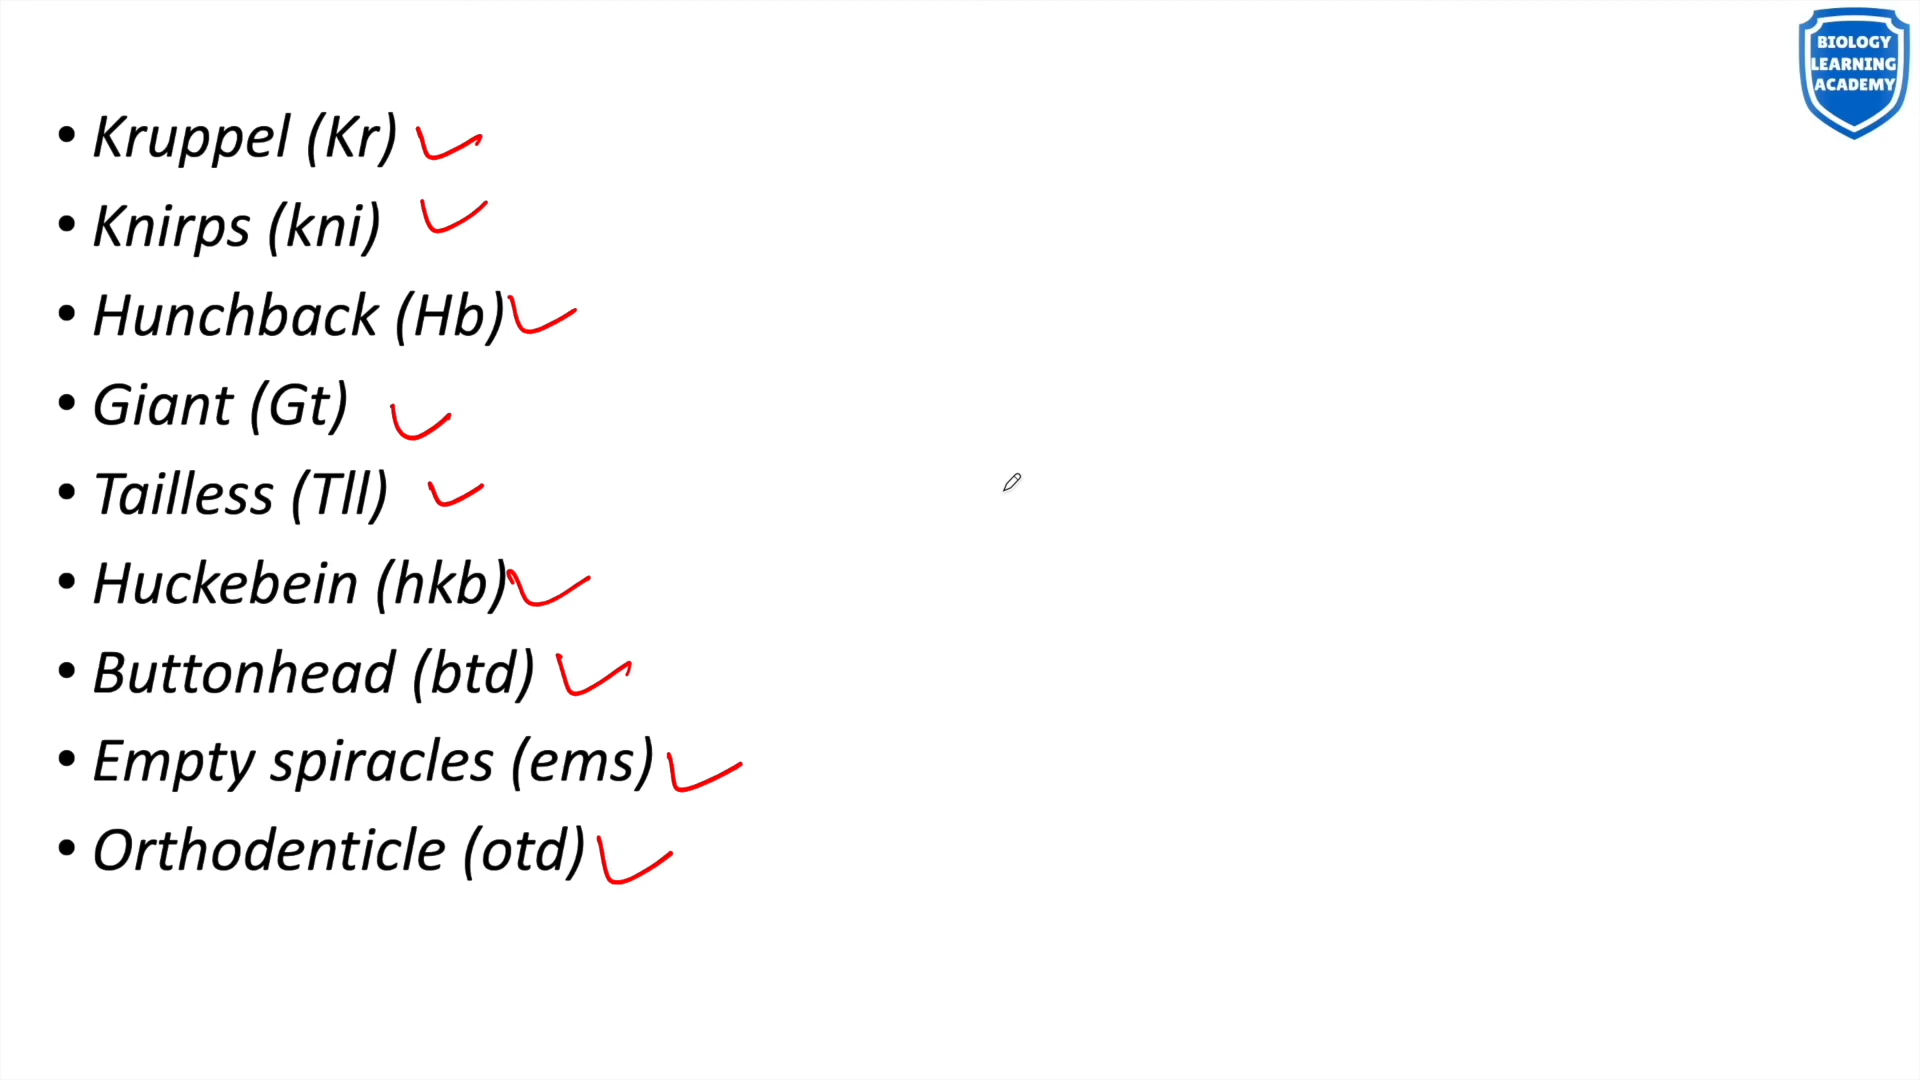 BIOLOGY
LEARNING
ACADEMY
• Kruppel (Kr)
• Knirps (kni)
• Hunchback (Hb)
• Giant (Gt)
• Tailless (Tll)
• Huckebein (hkb)
• Buttonhead (btd)
• Empty spiracles (ems)
• Orthodenticle (otd)